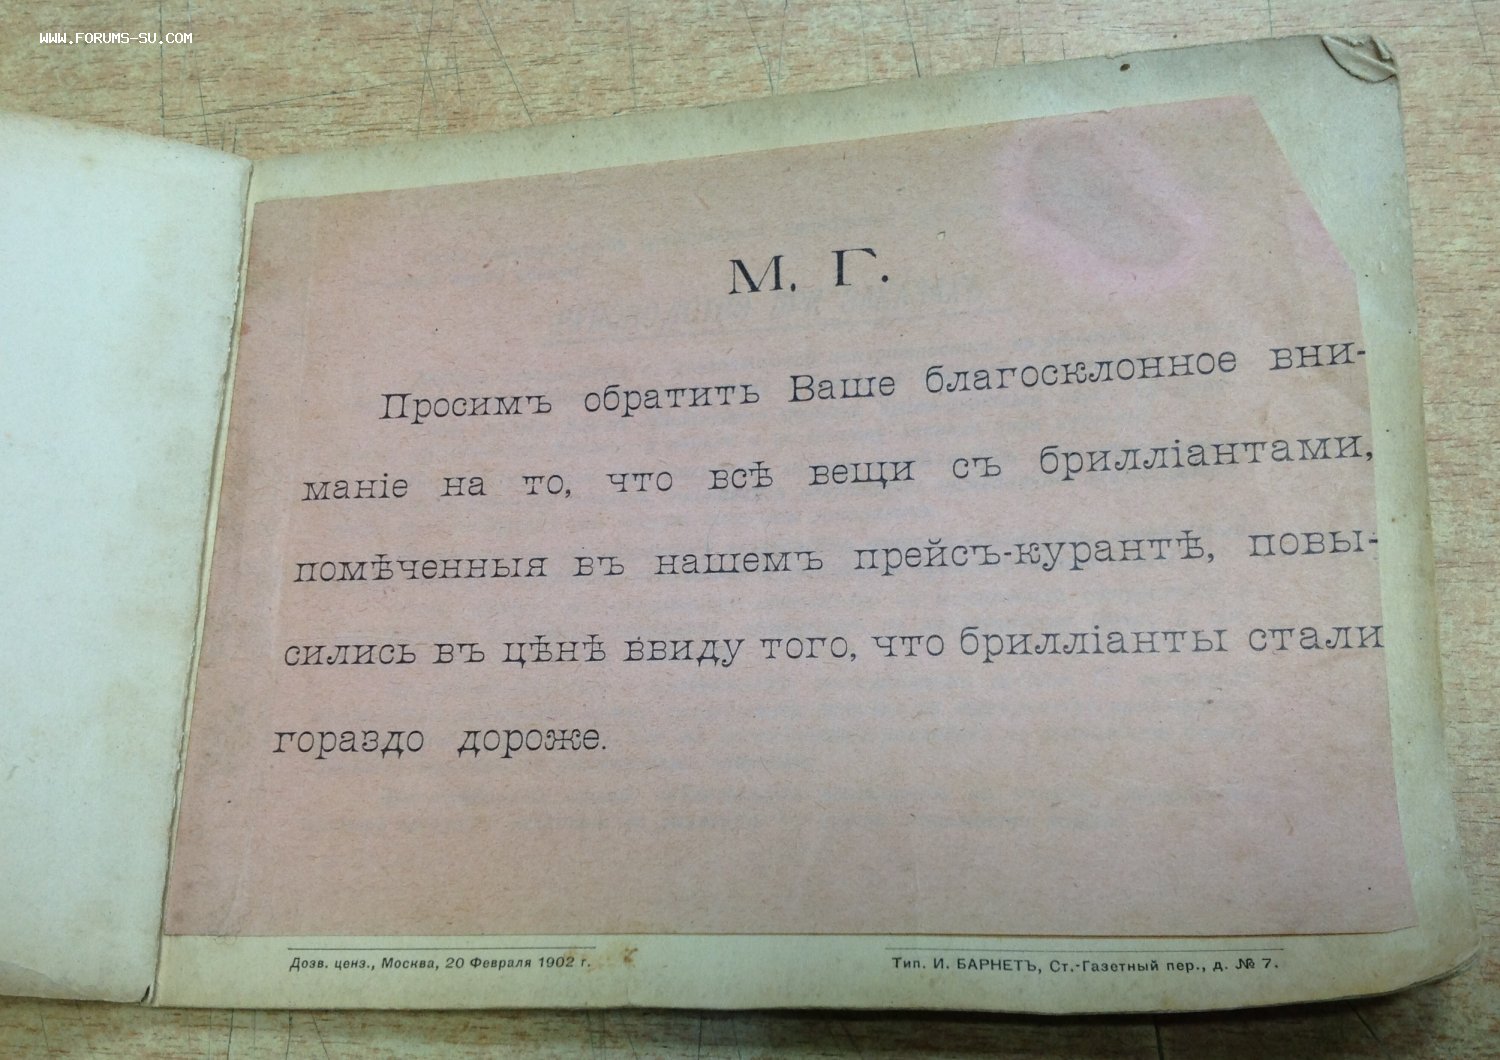 WWW.FORUMS-SU.COM
М. Г.
Просимъ обратить Ваше благосклонное вни-
маніе на то, что всѣ вещи съ брилліантами,
помѣченныя въ нашемъ прейсъ-курантѣ, повы-
сились въ цѣнѣ ввиду того, что брилліанты стали
гораздо дороже.
Дозв. ценз., Москва, 20 Февраля 1902 г.
Тип. И. БАРНЕТЪ, Ст.-Газетный пер., д. № 7.